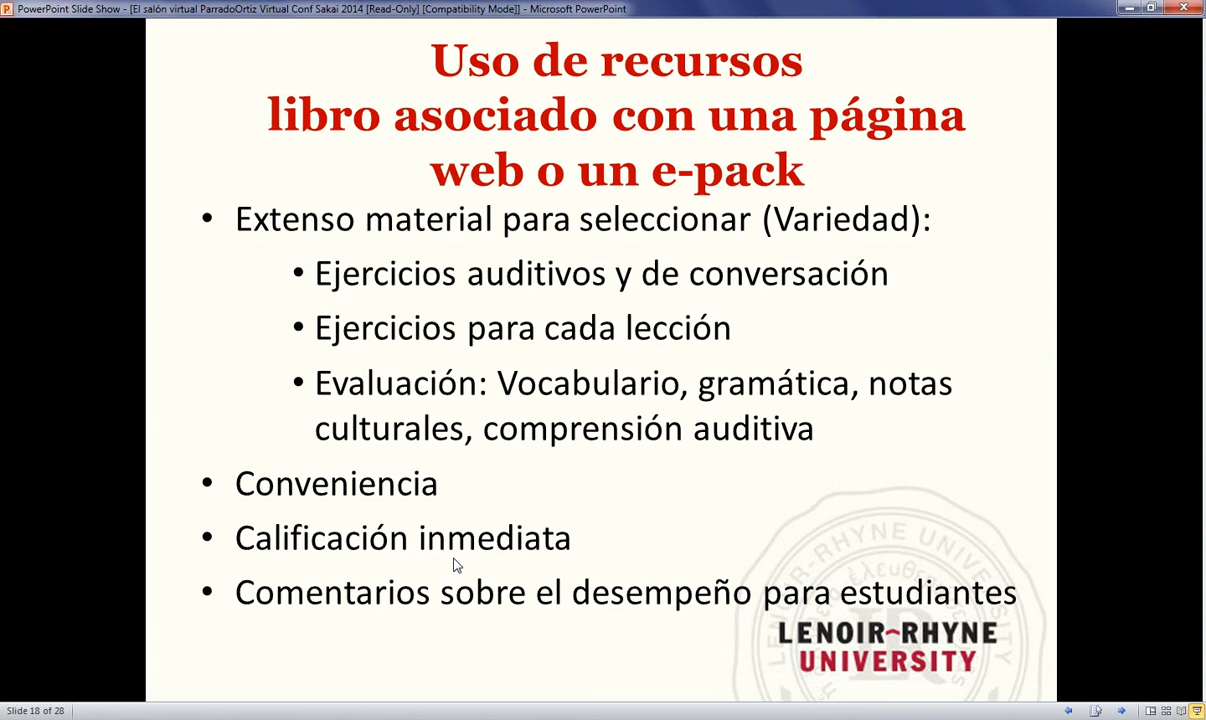 PowerPoint Slide Show - [El salón virtual ParradoOrtiz Virtual Conf Sakai 2014 [Read-Only] [Compatibility Mode]] - Microsoft PowerPoint
Uso de recursos
libro asociado con una página
web o un e-pack
• Extenso material para seleccionar (Variedad):
• Ejercicios auditivos y de conversación
• Ejercicios para cada lección
• Evaluación: Vocabulario, gramática, notas
culturales, comprensión auditiva
• Conveniencia
• Calificación inmediata
• Comentarios sobre el desempeño para estudiantes
LENOIR-RHYNE
UNIVERSITY
Slide 18 of 28